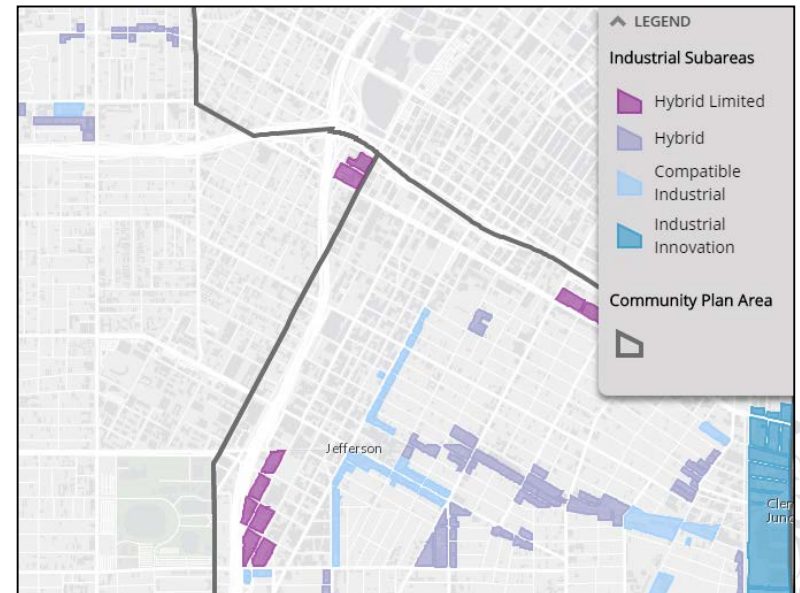 LEGEND
Industrial Subareas
Hybrid Limited
Hybrid
Compatible
Industrial
Industrial
Innovation
Community Plan Area
Jefferson